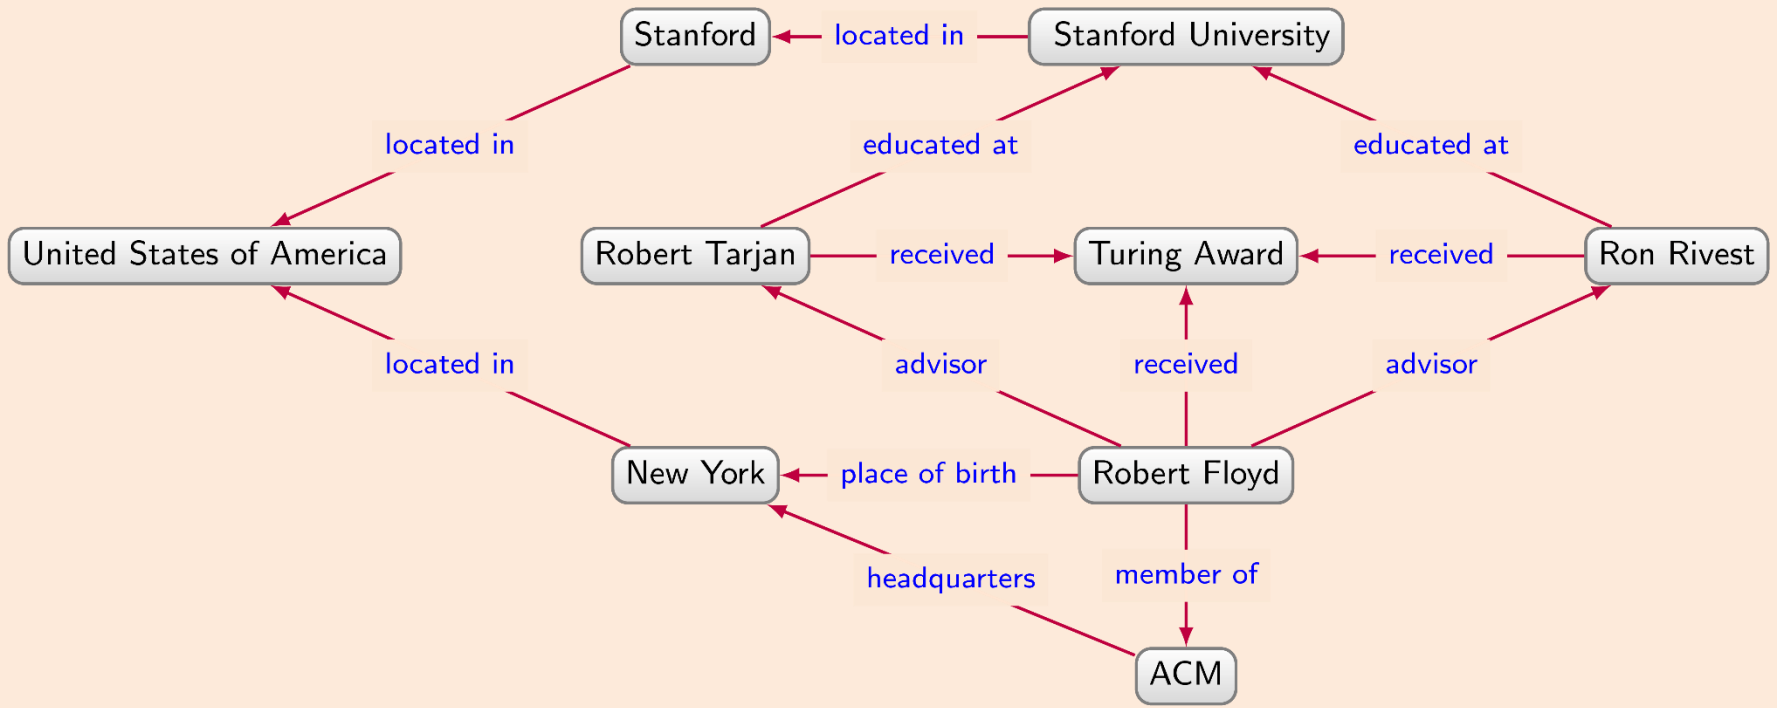 Stanford
located in
Stanford University
located in
educated at
educated at
United States of America
Robert Tarjan
received
Turing Award
received
Ron Rivest
located in
advisor
received
advisor
New York
place of birth
Robert Floyd
headquarters
member of
ACM